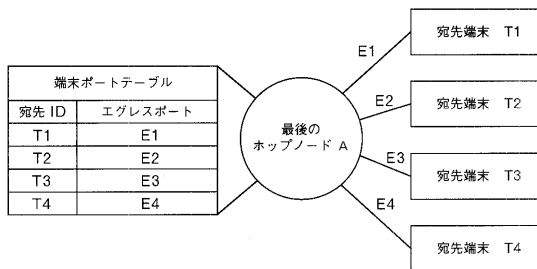 端末ポートテーブル
宛先 ID エグレスポート
T1 E1
T2 E2
T3 E3
T4 E4
最後の
ホップノード A
E1
E2
E3
E4
宛先端末 T1
宛先端末 T2
宛先端末 T3
宛先端末 T4